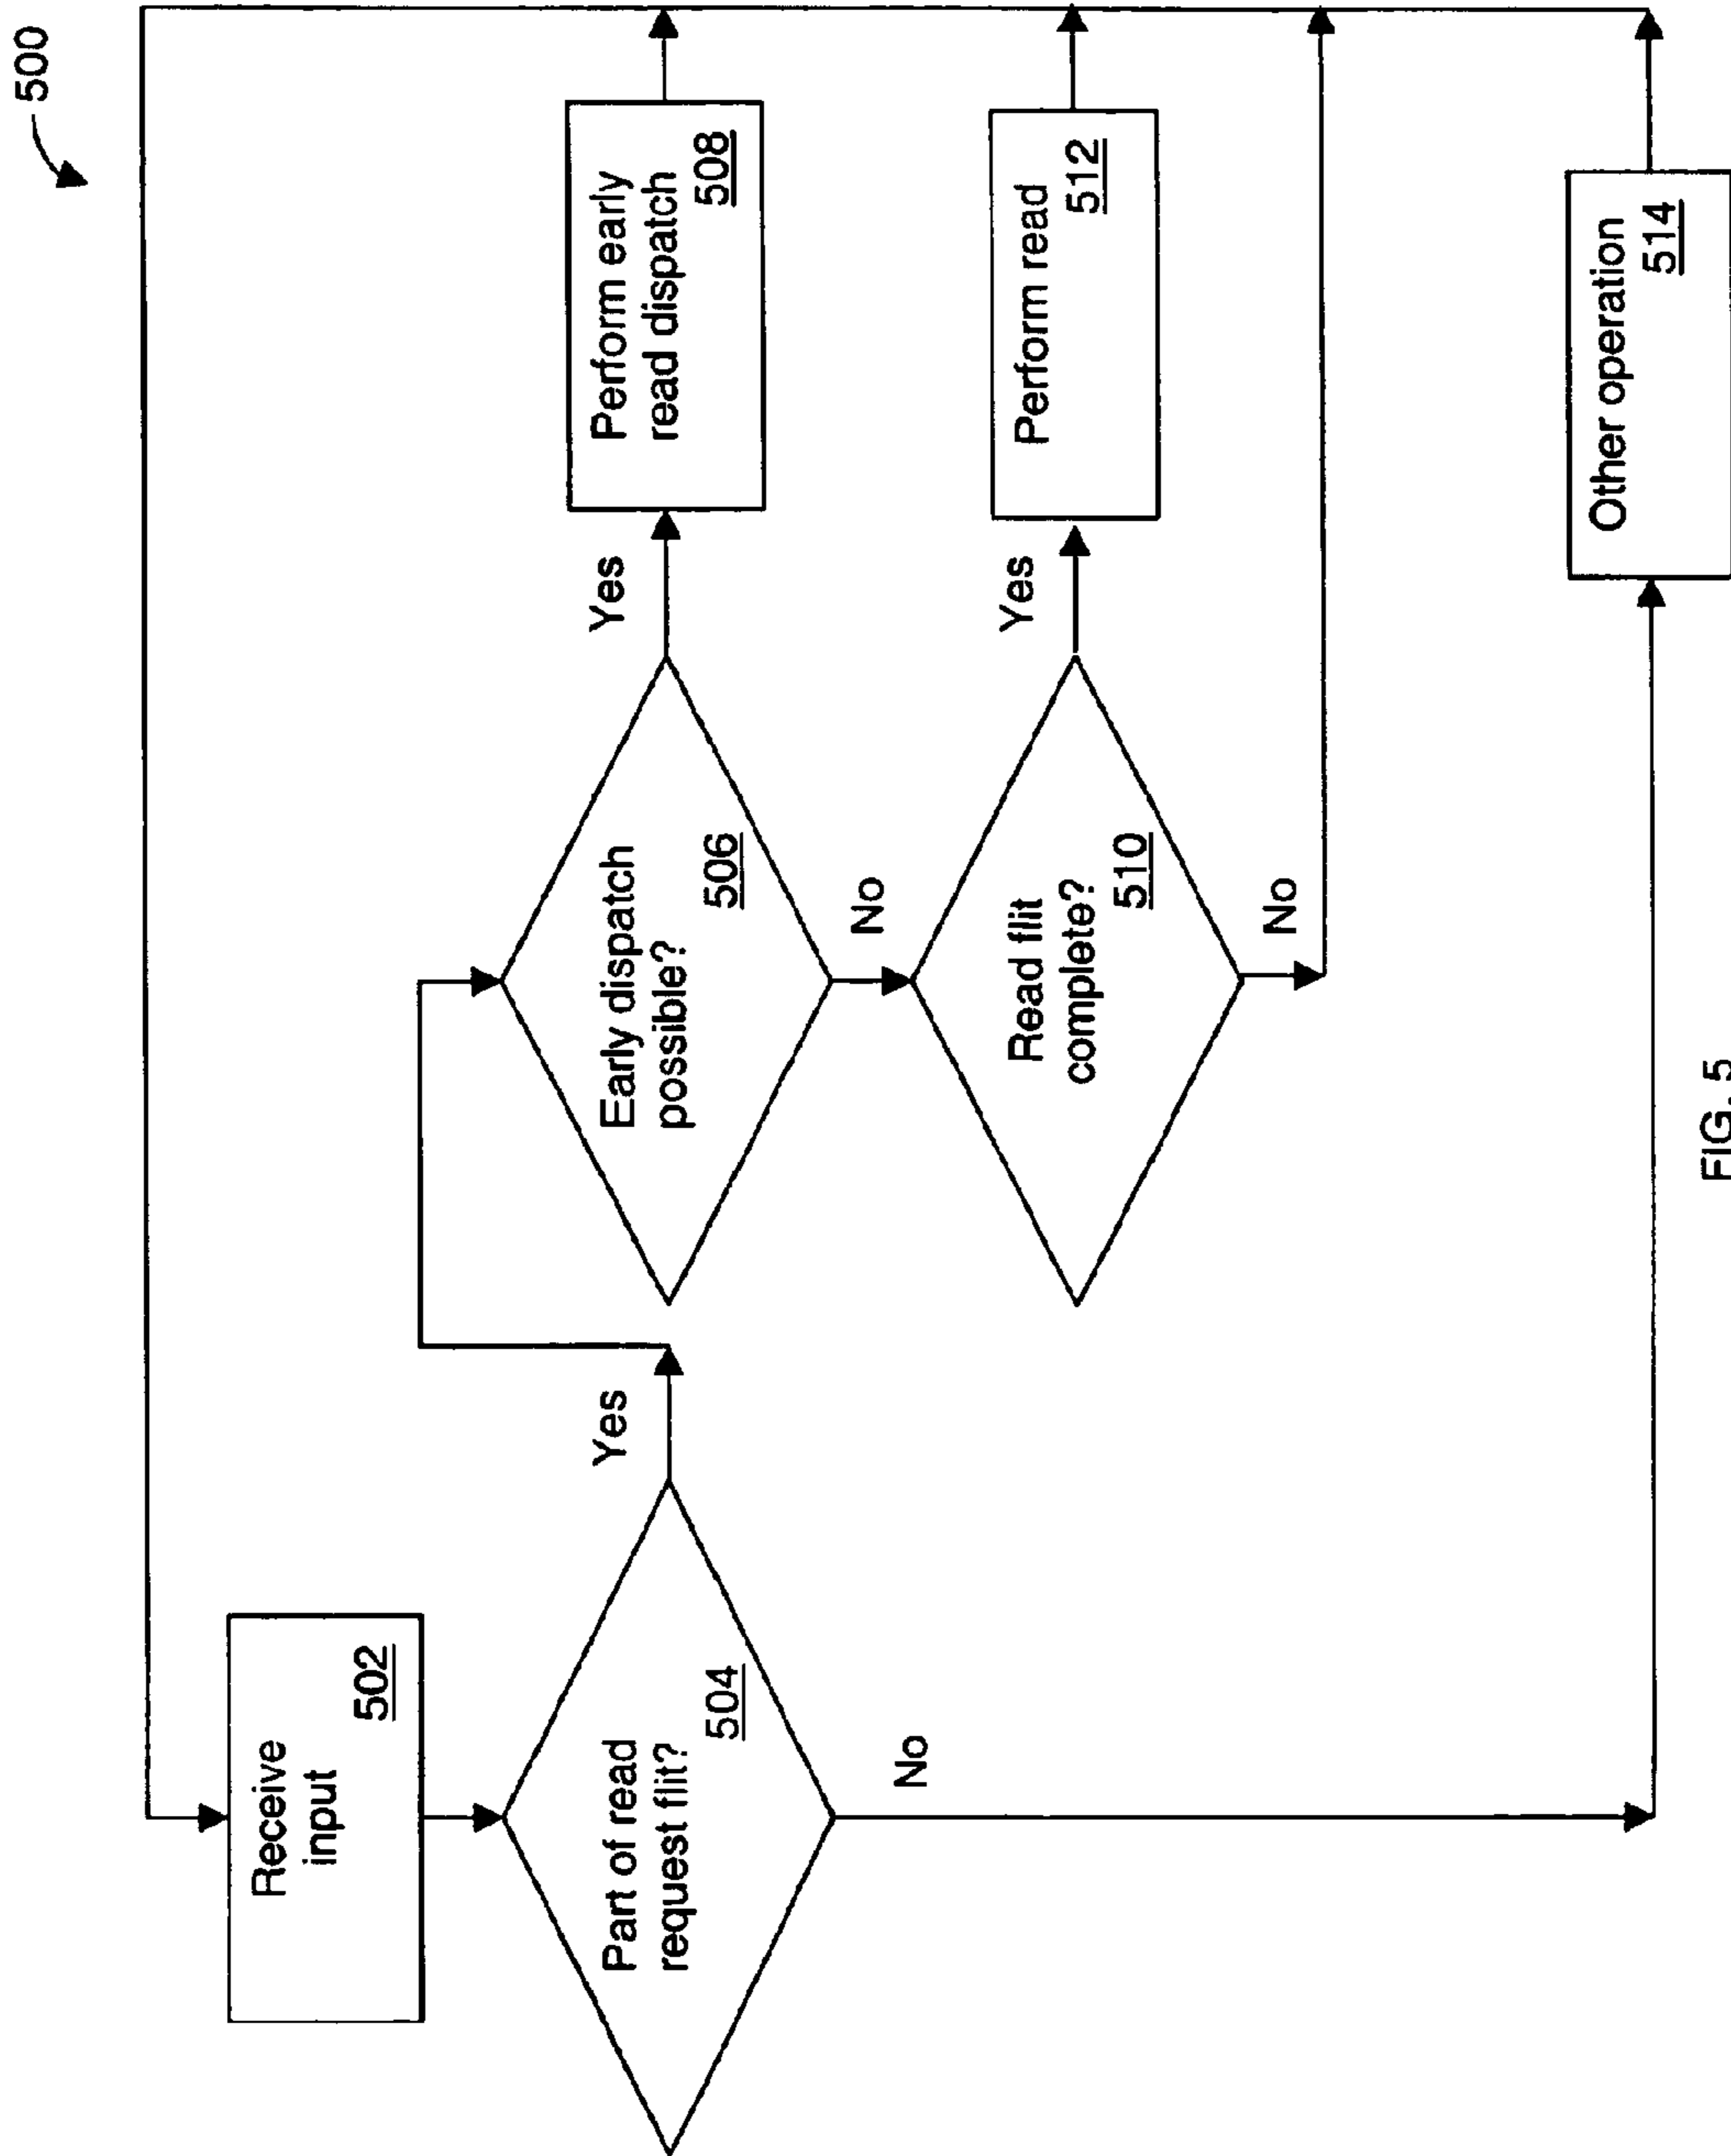 500
Receive
input
502
Part of read
request flit?
504
Yes
No
Early dispatch
possible?
506
Yes
No
Perform early
read dispatch
508
Read flit
complete?
510
Yes
No
Perform read
512
Other operation
514
FIG. 5